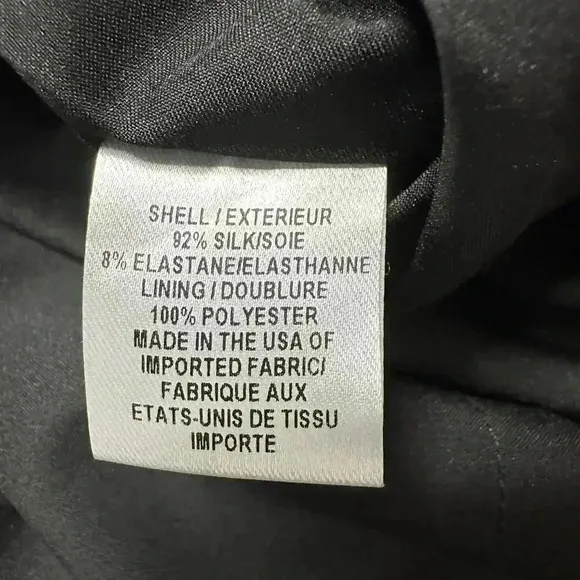 SHELL / EXTERIEUR
92% SILK/SOIE
8% ELASTANE/ELASTHANNE
LINING / DOUBLURE
100% POLYESTER
MADE IN THE USA OF
IMPORTED FABRIC/
FABRIQUE AUX
ETATS-UNIS DE TISSU
IMPORTE